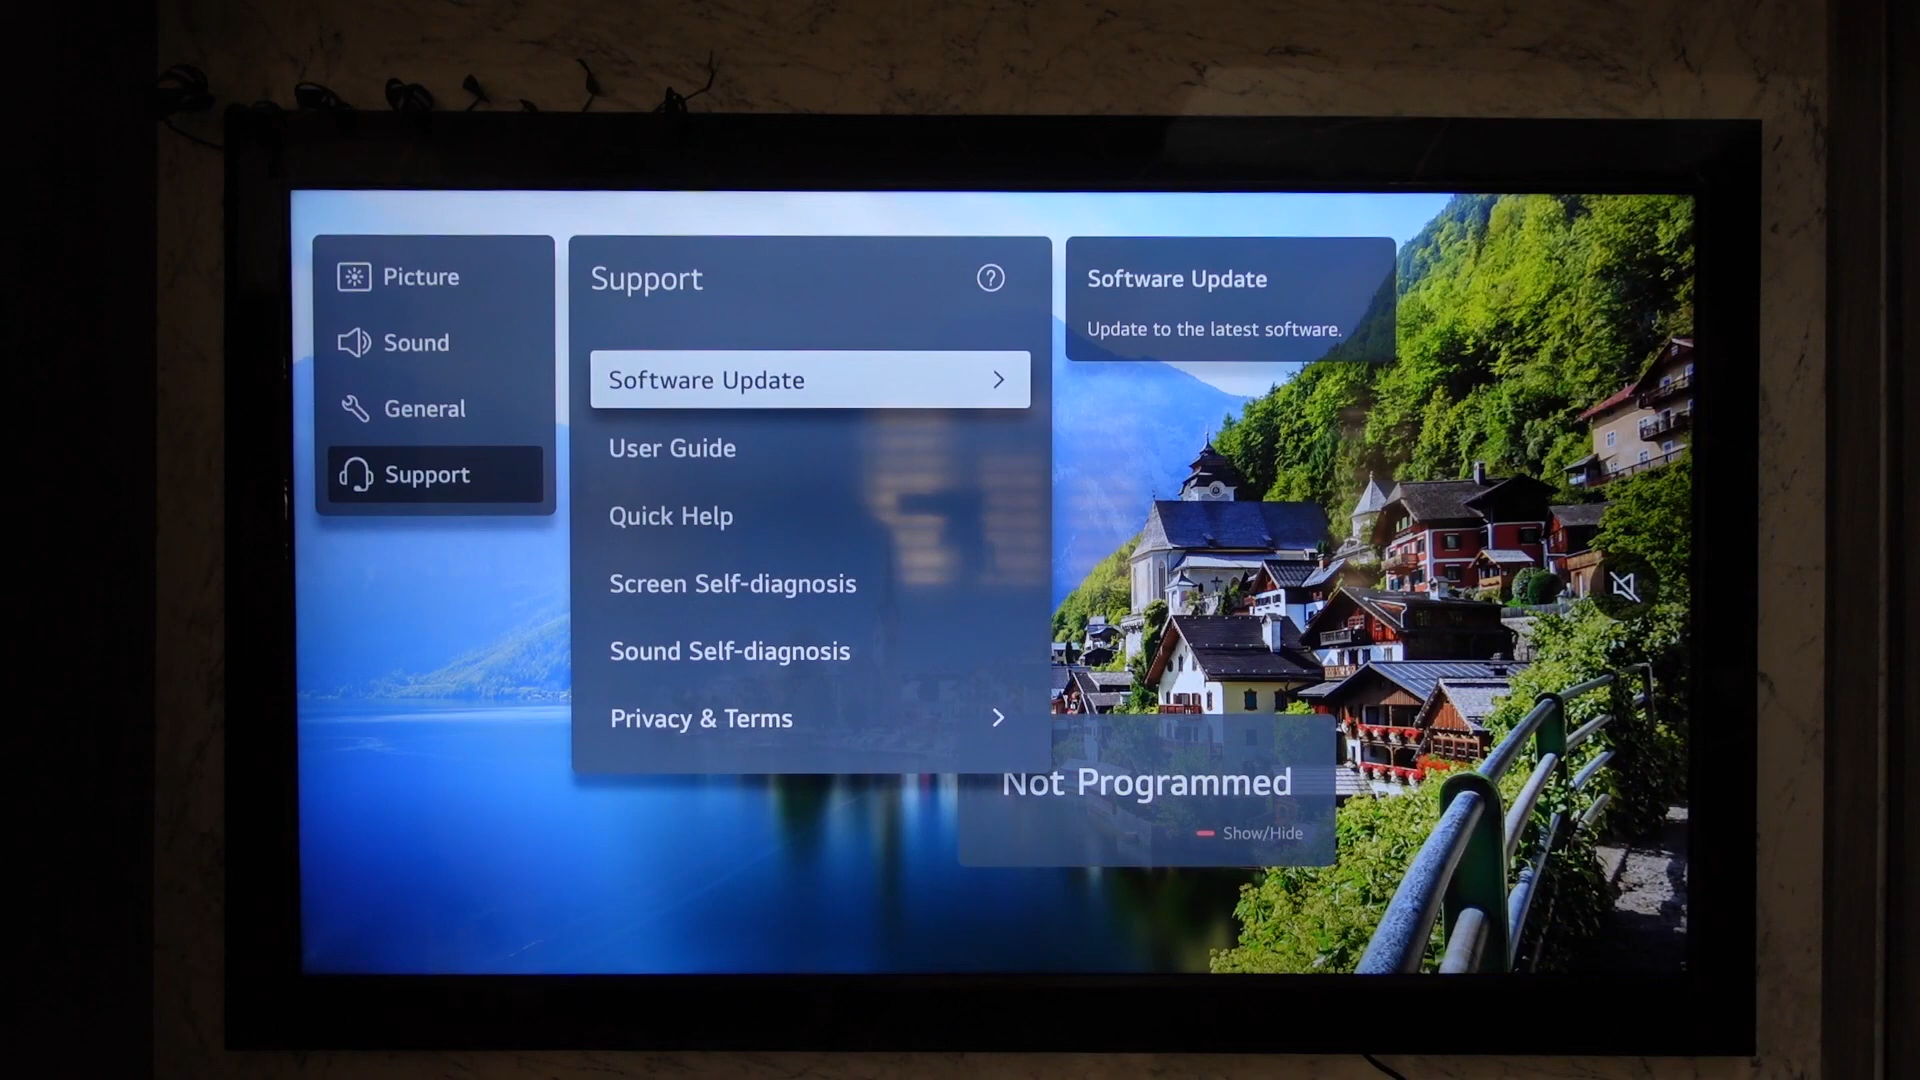 Picture
Sound
General
Support
Support
Software Update
User Guide
Quick Help
Screen Self-diagnosis
Sound Self-diagnosis
Privacy & Terms
Software Update
Update to the latest software.
Not Programmed
Show/Hide